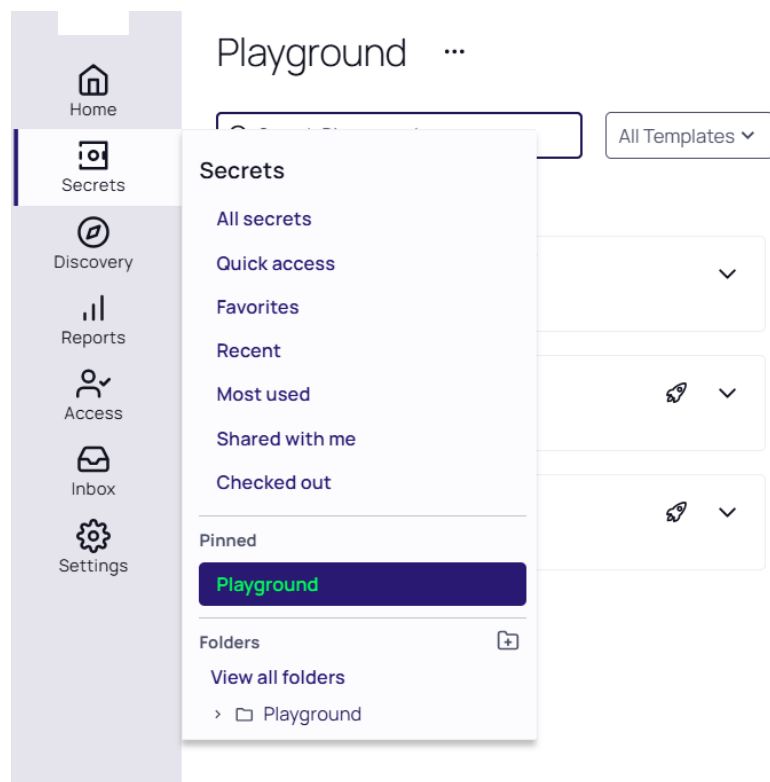 Playground
Home
All Templates
Secrets
Secrets
All secrets
Discovery
Quick access
Favorites
Reports
Recent
Access
Most used
Shared with me
Inbox
Checked out
Pinned
Settings
Playground
Folders
View all folders
Playground